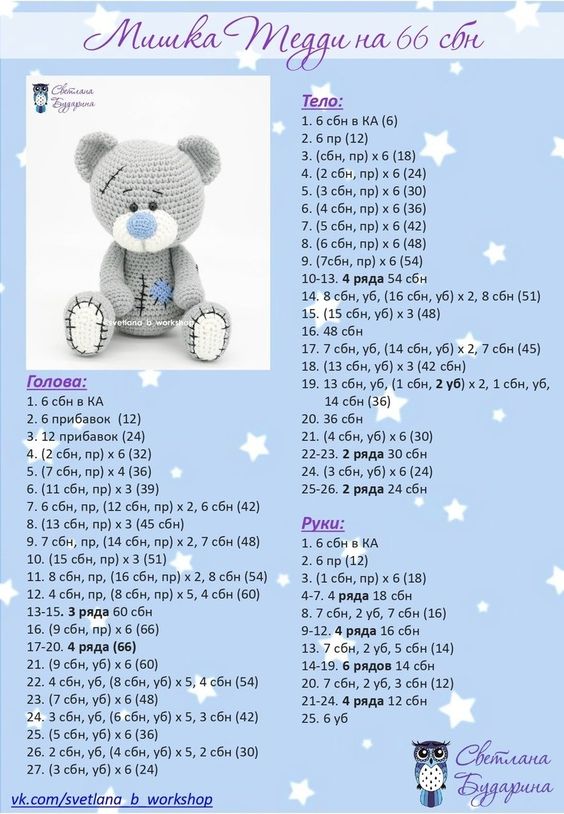 Мишка Тедди на 66 сбн
Светлана
Бударина
svetlana_b_workshop
Голова:
1. 6 сбн в КА
2. 6 прибавок (12)
3. 12 прибавок (24)
4. (2 сбн, пр) х 6 (32)
5. (7 сбн, пр) х 4 (36)
6. (11 сбн, пр) х 3 (39)
7. 6 сбн, пр, (12 сбн, пр) х 2, 6 сбн (42)
8. (13 сбн, пр) х 3 (45 сбн)
9. 7 сбн, пр, (14 сбн, пр) х 2, 7 сбн (48)
10. (15 сбн, пр) х 3 (51)
11. 8 сбн, пр, (16 сбн, пр) х 2, 8 сбн (54)
12. 4 сбн, пр, (8 сбн, пр) х 5, 4 сбн (60)
13-15. 3 ряда 60 сбн
16. (9 сбн, пр) х 6 (66)
17-20. 4 ряда (66)
21. (9 сбн, уб) х 6 (60)
22. 4 сбн, уб, (8 сбн, уб) х 5, 4 сбн (54)
23. (7 сбн, уб) х 6 (48)
24. 3 сбн, уб, (6 сбн, уб) х 5, 3 сбн (42)
25. (5 сбн, уб) х 6 (36)
26. 2 сбн, уб, (4 сбн, уб) х 5, 2 сбн (30)
27. (3 сбн, уб) х 6 (24)
vk.com/svetlana_b_workshop
Тело:
1. 6 сбн в КА (6)
2. 6 пр (12)
3. (сбн, пр) х 6 (18)
4. (2 сбн, пр) х 6 (24)
5. (3 сбн, пр) х 6 (30)
6. (4 сбн, пр) х 6 (36)
7. (5 сбн, пр) х 6 (42)
8. (6 сбн, пр) х 6 (48)
9. (7сбн, пр) х 6 (54)
10-13. 4 ряда 54 сбн
14. 8 сбн, уб, (16 сбн, уб) х 2, 8 сбн (51)
15. (15 сбн, уб) х 3 (48)
16. 48 сбн
17. 7 сбн, уб, (14 сбн, уб) х 2, 7 сбн (45)
18. (13 сбн, уб) х 3 (42 сбн)
19. 13 сбн, уб, (1 сбн, 2 уб) х 2, 1 сбн, уб,
14 сбн (36)
20. 36 сбн
21. (4 сбн, уб) х 6 (30)
22-23. 2 ряда 30 сбн
24. (3 сбн, уб) х 6 (24)
25-26. 2 ряда 24 сбн
Руки:
1. 6 сбн в КА
2. 6 пр (12)
3. (1 сбн, пр) х 6 (18)
4-7. 4 ряда 18 сбн
8. 7 сбн, 2 уб, 7 сбн (16)
9-12. 4 ряда 16 сбн
13. 7 сбн, 2 уб, 5 сбн (14)
14-19. 6 рядов 14 сбн
20. 7 сбн, 2 уб, 3 сбн (12)
21-24. 4 ряда 12 сбн
25. 6 уб
Светлана
Бударина